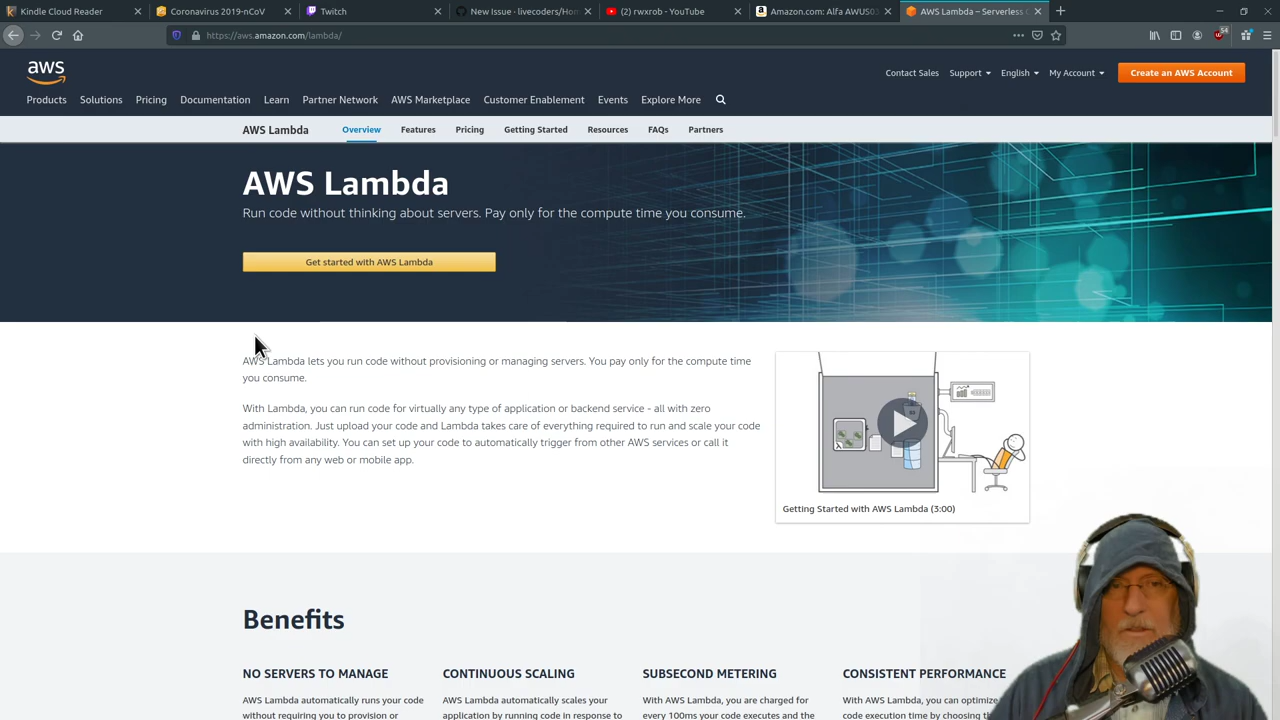 Kindle Cloud Reader
Coronavirus 2019-nCoV
Twitch
New Issue · livecoders/Hom
(2) rwxrob - YouTube
Amazon.com: Alfa AWUS03
AWS Lambda – Serverless C
https://aws.amazon.com/lambda/
54
aws
Contact Sales Support English My Account Create an AWS Account
Products Solutions Pricing Documentation Learn Partner Network AWS Marketplace Customer Enablement Events Explore More
AWS Lambda Overview Features Pricing Getting Started Resources FAQs Partners
AWS Lambda
Run code without thinking about servers. Pay only for the compute time you consume.
Get started with AWS Lambda
AWS Lambda lets you run code without provisioning or managing servers. You pay only for the compute time
you consume.
With Lambda, you can run code for virtually any type of application or backend service - all with zero
administration. Just upload your code and Lambda takes care of everything required to run and scale your code
with high availability. You can set up your code to automatically trigger from other AWS services or call it
directly from any web or mobile app.
Getting Started with AWS Lambda (3:00)
Benefits
NO SERVERS TO MANAGE
AWS Lambda automatically runs your code
without requiring you to provision or
CONTINUOUS SCALING
AWS Lambda automatically scales your
application by running code in response to
SUBSECOND METERING
With AWS Lambda, you are charged for
every 100ms your code executes and the
CONSISTENT PERFORMANCE
With AWS Lambda, you can optimize
code execution time by choosing th